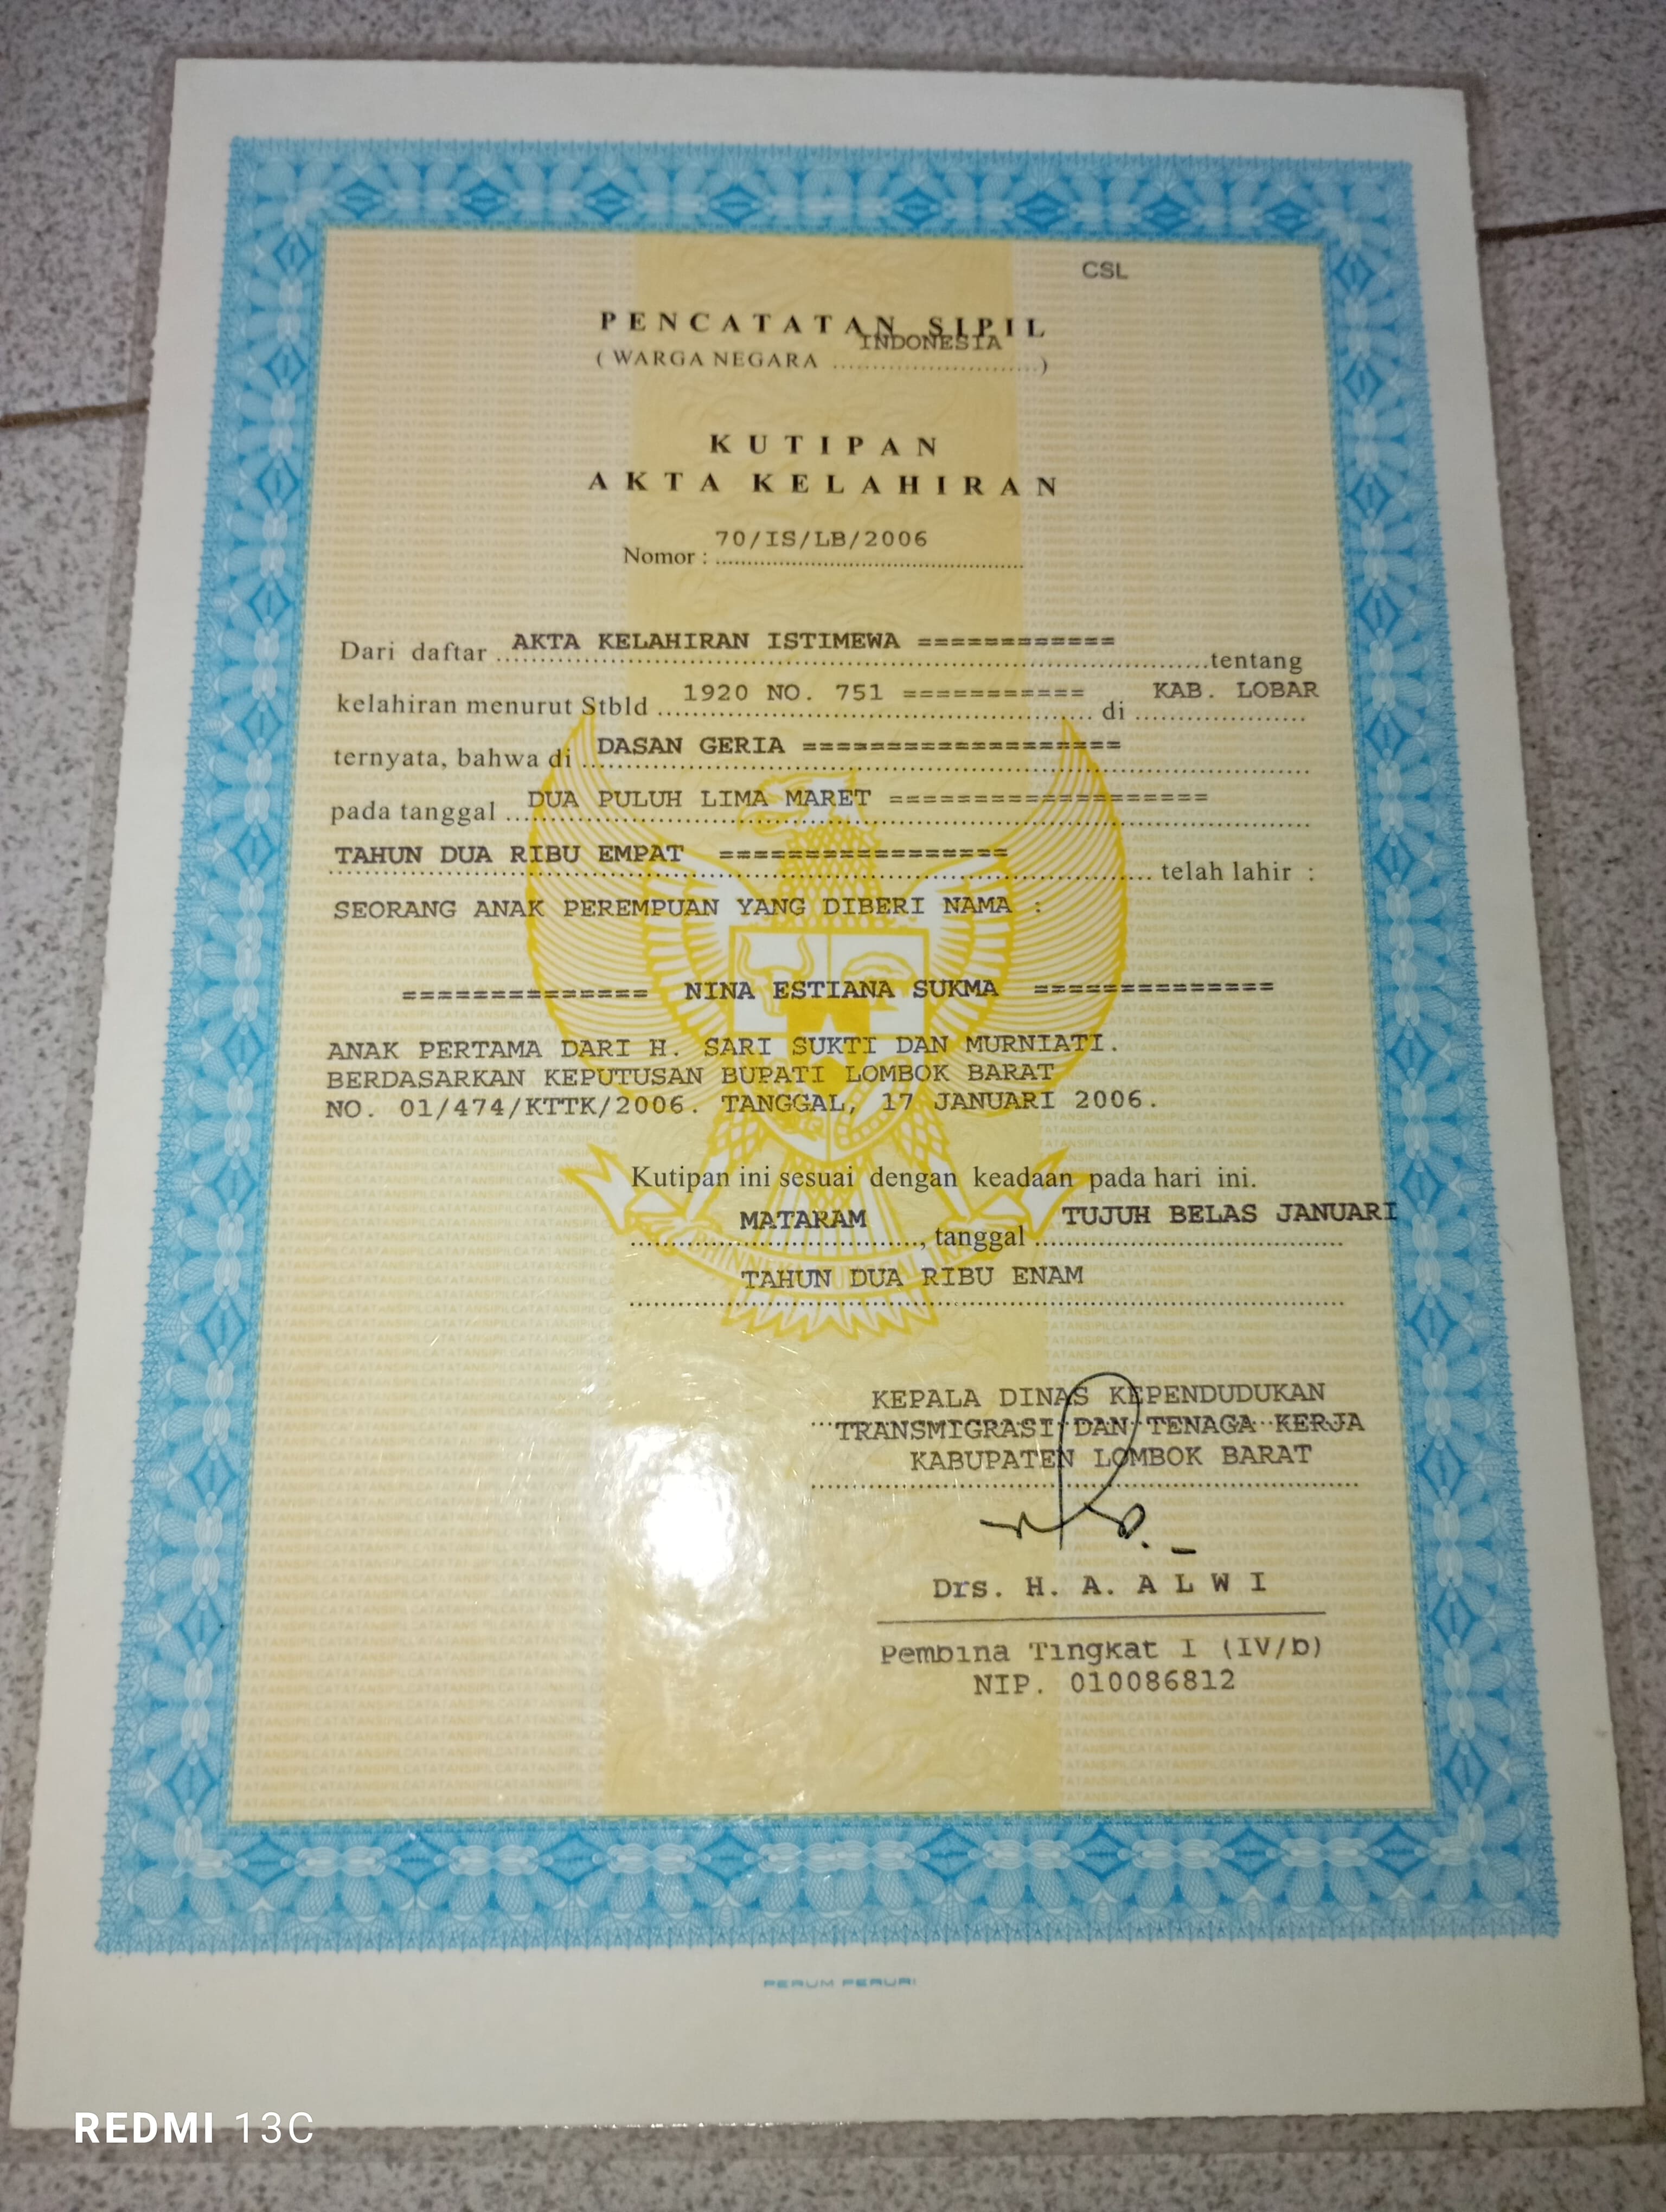 CSL
PENCATATAN SIPIL
INDONESIA
( WARGA NEGARA ..............................)
KUTIPAN
AKTA KELAHIRAN
70/IS/LB/2006
Nomor : ..................................................
Dari daftar AKTA KELAHIRAN ISTIMEWA ============ tentang
kelahiran menurut Stbld 1920 NO. 751 =========== di KAB. LOBAR
ternyata, bahwa di DASAN GERIA ===================
pada tanggal DUA PULUH LIMA MARET ===================
TAHUN DUA RIBU EMPAT ================= telah lahir :
SEORANG ANAK PEREMPUAN YANG DIBERI NAMA :
============== NINA ESTIANA SUKMA ==============
ANAK PERTAMA DARI H. SARI SUKTI DAN MURNIATI.
BERDASARKAN KEPUTUSAN BUPATI LOMBOK BARAT
NO. 01/474/KTTK/2006. TANGGAL, 17 JANUARI 2006.
Kutipan ini sesuai dengan keadaan pada hari ini.
MATARAM, tanggal TUJUH BELAS JANUARI
TAHUN DUA RIBU ENAM
KEPALA DINAS KEPENDUDUKAN
TRANSMIGRASI DAN TENAGA KERJA
KABUPATEN LOMBOK BARAT
Drs. H. A. A L W I
Pembina Tingkat I (IV/b)
NIP. 010086812
PERUM PERURI
REDMI 13C